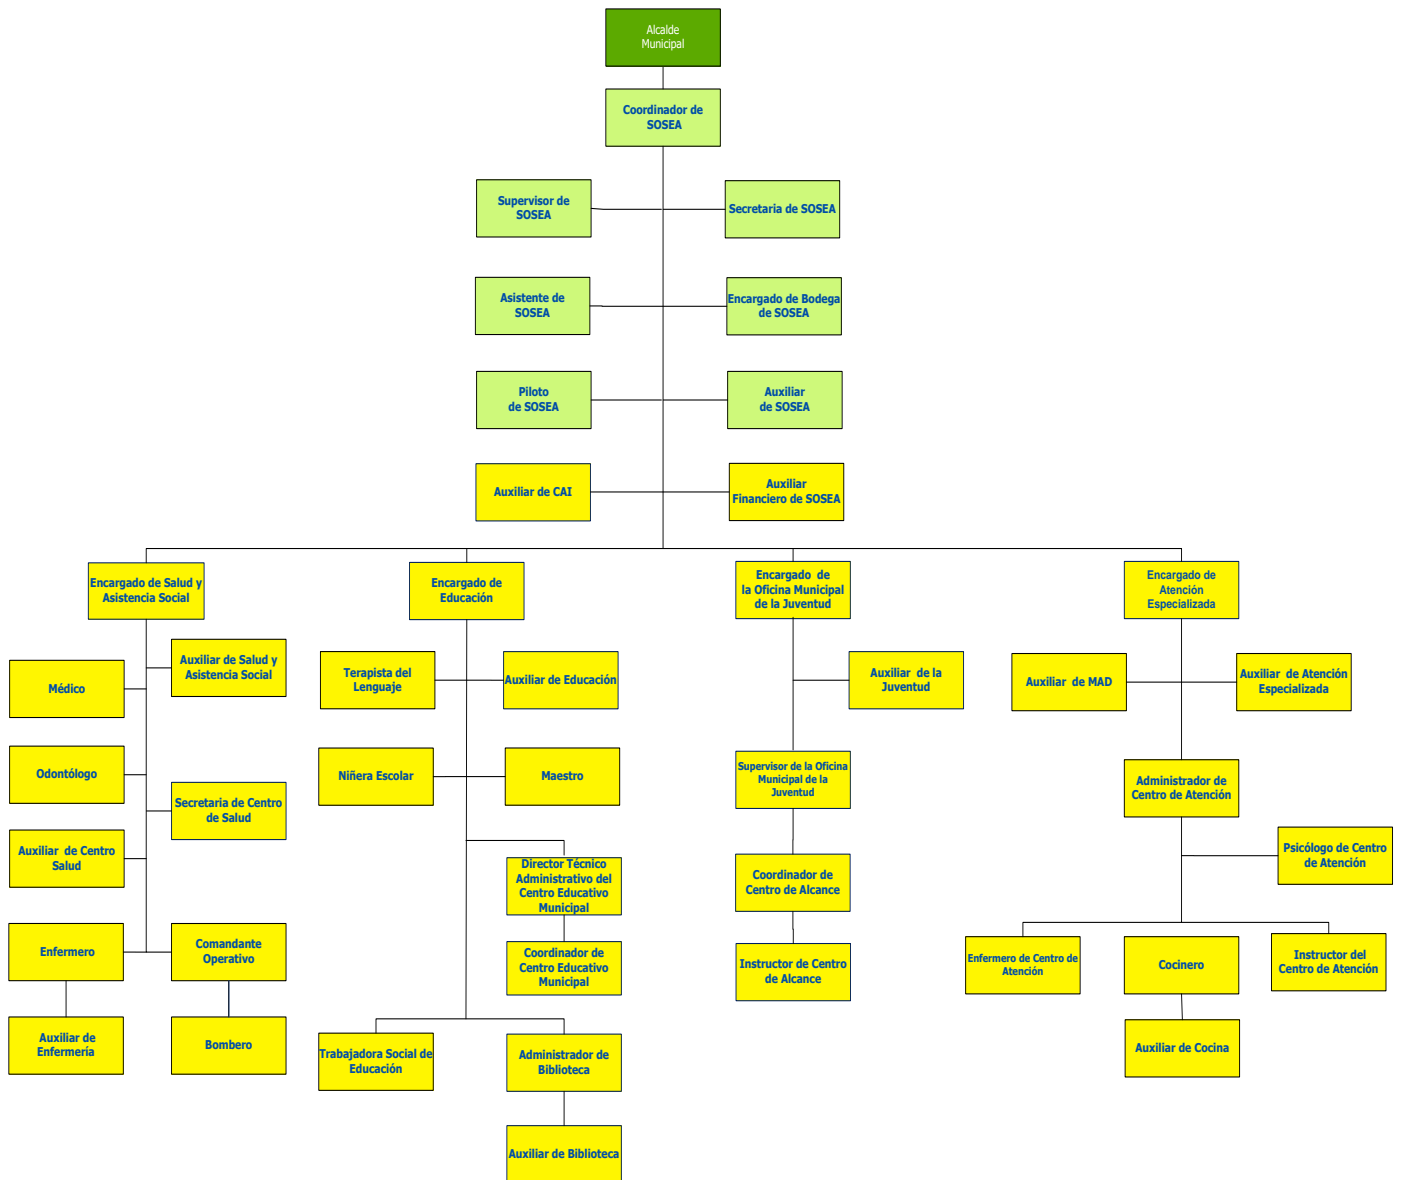 Alcalde
Municipal
Coordinador de
SOSEA
Supervisor de
SOSEA
Secretaria de SOSEA
Asistente de
SOSEA
Encargado de Bodega
de SOSEA
Piloto
de SOSEA
Auxiliar
de SOSEA
Auxiliar de CAI
Auxiliar
Financiero de SOSEA
Encargado de Salud y
Asistencia Social
Encargado de
Educación
Encargado de
la Oficina Municipal
de la Juventud
Encargado de
Atención
Especializada
Médico
Auxiliar de Salud y
Asistencia Social
Odontólogo
Secretaria de Centro
de Salud
Auxiliar de Centro
Salud
Enfermero
Comandante
Operativo
Auxiliar de
Enfermería
Bombero
Terapista del
Lenguaje
Auxiliar de Educación
Niñera Escolar
Maestro
Director Técnico
Administrativo del
Centro Educativo
Municipal
Coordinador de
Centro Educativo
Municipal
Trabajadora Social de
Educación
Administrador de
Biblioteca
Auxiliar de Biblioteca
Auxiliar de la
Juventud
Supervisor de la Oficina
Municipal de la
Juventud
Coordinador de
Centro de Alcance
Instructor de Centro
de Alcance
Auxiliar de MAD
Auxiliar de Atención
Especializada
Administrador de
Centro de Atención
Psicólogo de Centro
de Atención
Enfermero de Centro de
Atención
Cocinero
Instructor del
Centro de Atención
Auxiliar de Cocina